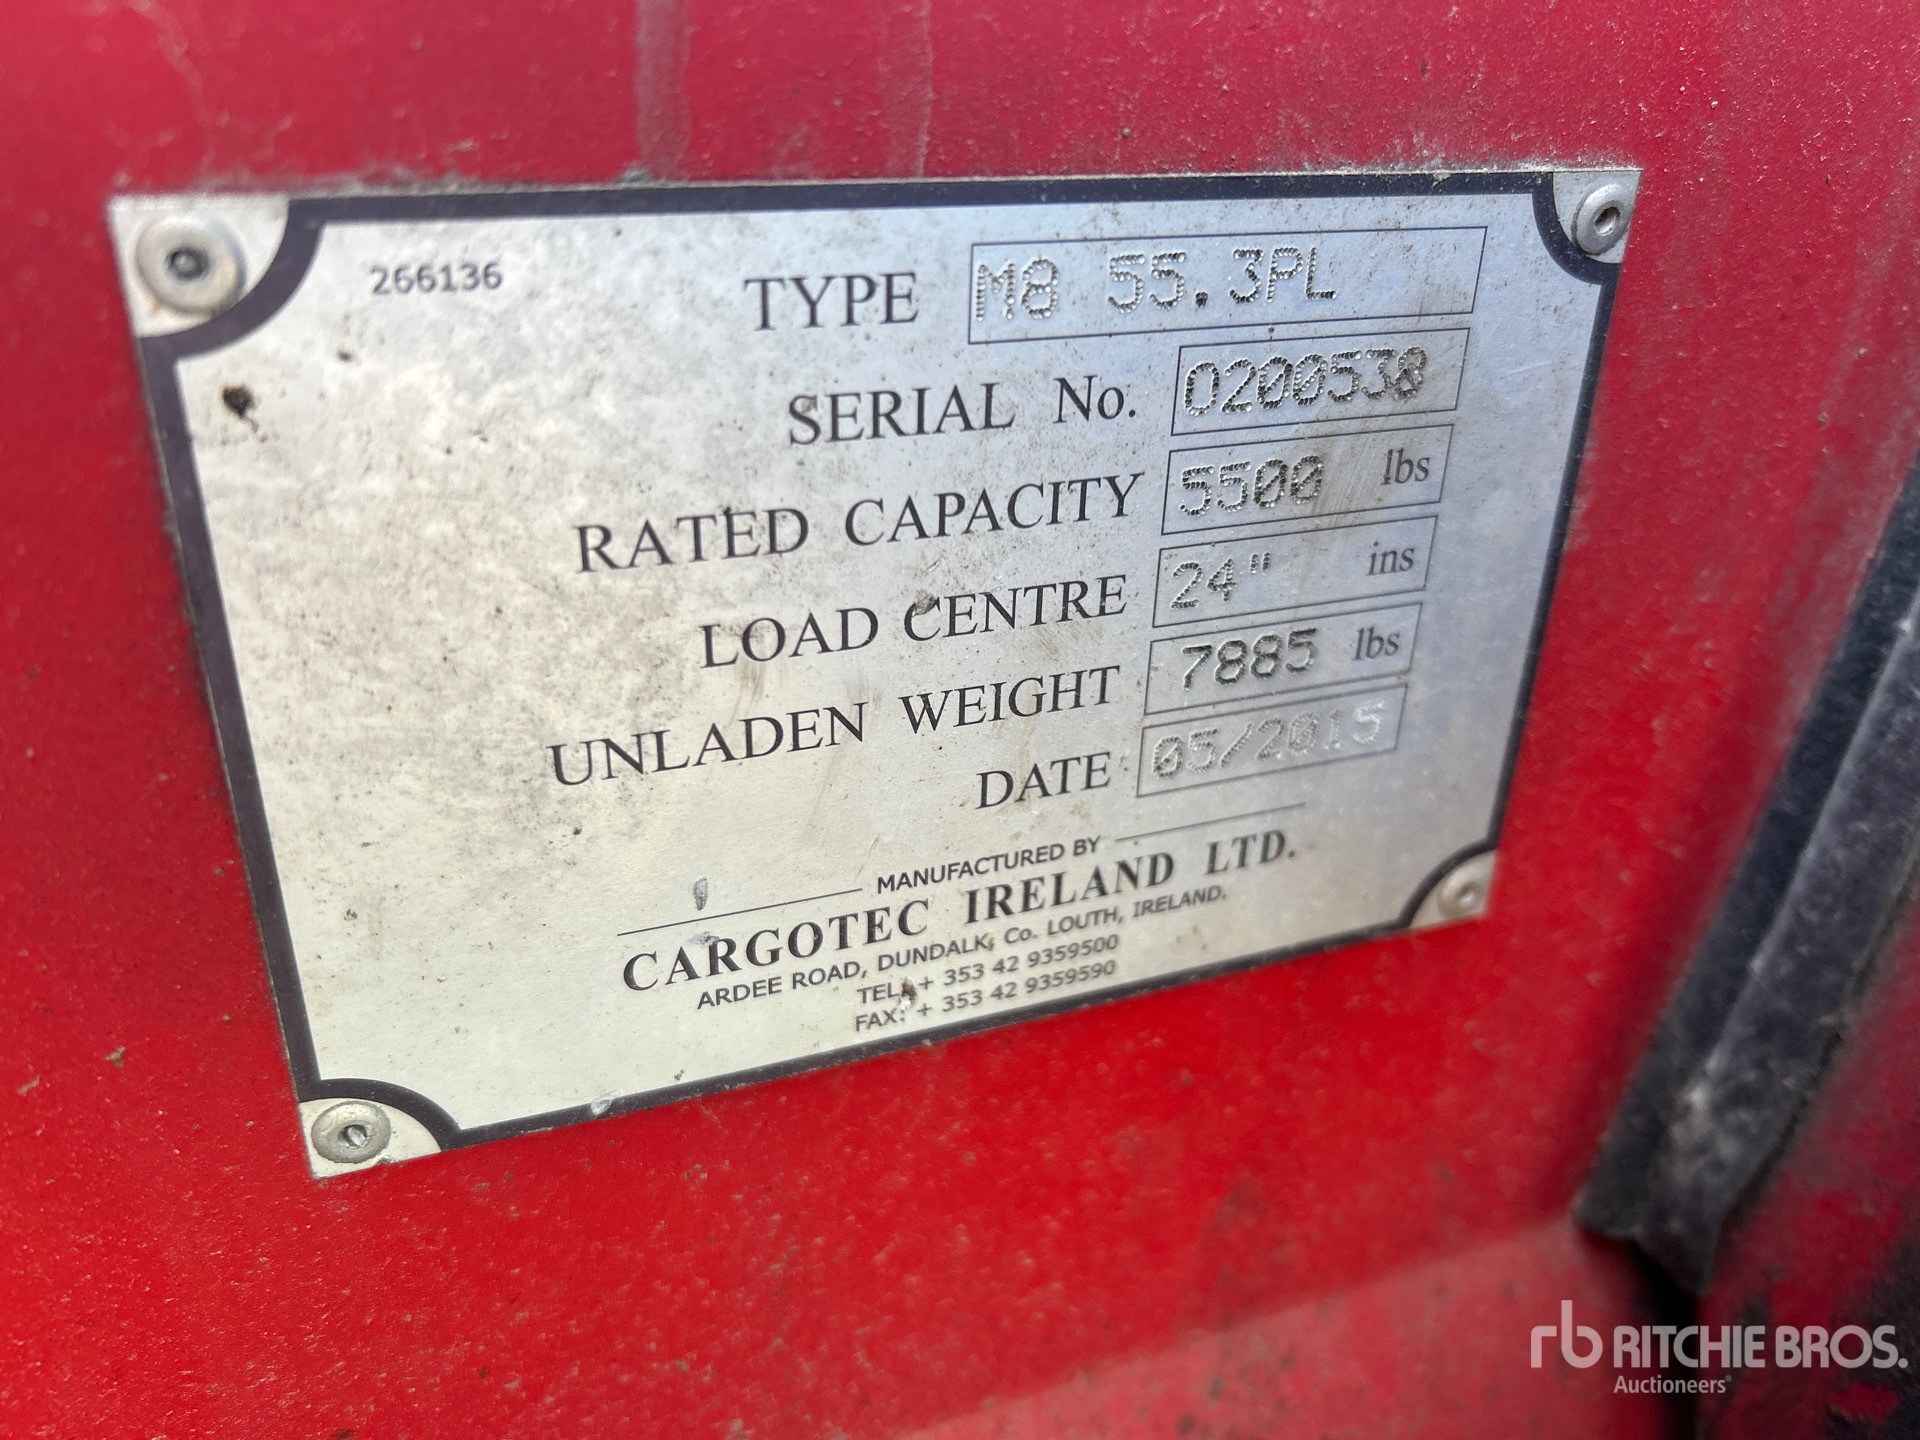 266136
TYPE M8 55.3PL
SERIAL No. 0200538
RATED CAPACITY 5500 lbs
LOAD CENTRE 24" ins
UNLADEN WEIGHT 7885 lbs
DATE 05/2015
MANUFACTURED BY
CARGOTEC IRELAND LTD.
ARDEE ROAD, DUNDALK, Co. LOUTH, IRELAND.
TEL: + 353 42 9359500
FAX: + 353 42 9359590
rb RITCHIE BROS.
Auctioneers